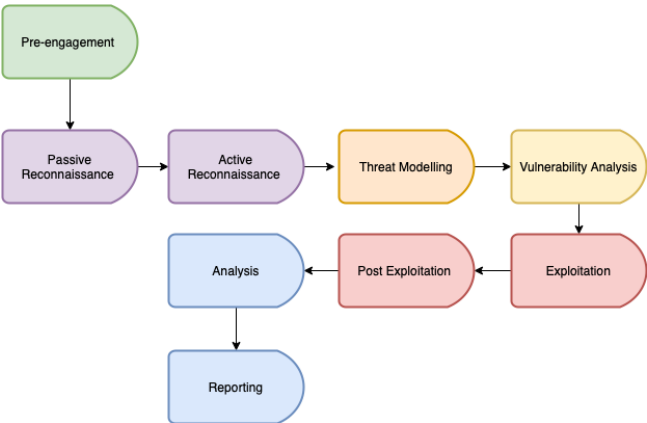 Pre-engagement
Passive
Reconnaissance
Active
Reconnaissance
Threat Modelling
Vulnerability Analysis
Exploitation
Post Exploitation
Analysis
Reporting